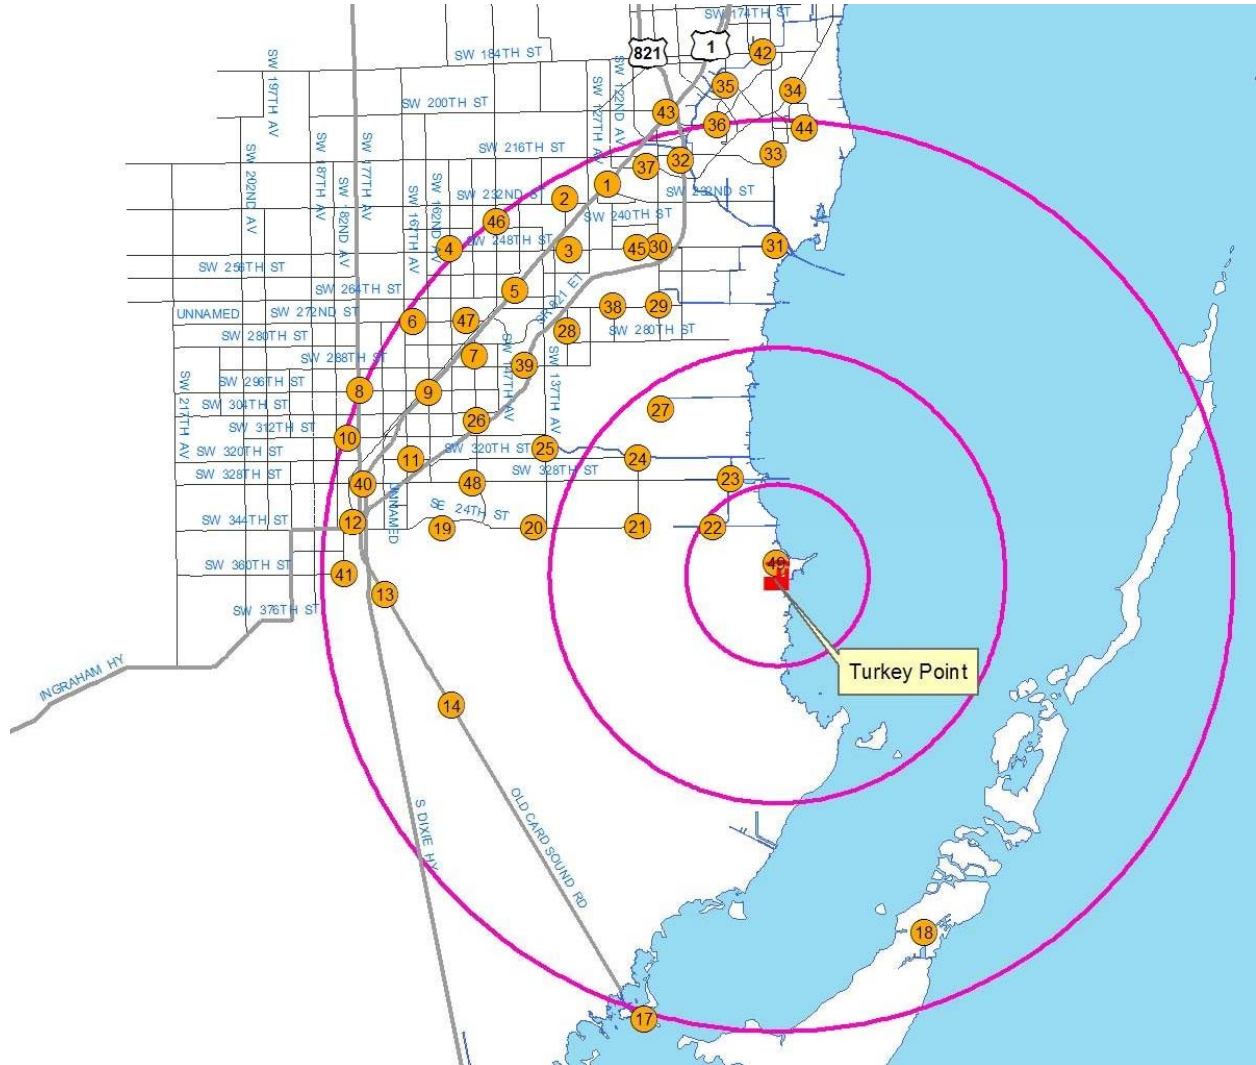 SW 174TH ST
821
1
42
SW 184TH ST
SW 197TH AV
SW 127TH AV
SW 122ND AV
35
34
SW 200TH ST
43
36
44
SW 187TH AV
SW 177TH AV
SW 202ND AV
SW 216TH ST
37
32
33
SW 182ND AV
SW 167TH AV
SW 162ND AV
SW 232ND ST
2
1
SW 232ND ST
46
SW 240TH ST
4
SW 248TH ST
3
45
30
31
SW 256TH ST
SW 264TH ST
5
SR 821 ET
38
29
UNNAMED
SW 272ND ST
6
47
28
SW 280TH ST
SW 280TH ST
SW 288TH ST
7
39
SW 147TH AV
SW 137TH AV
SW 217TH AV
SW 296TH ST
8
9
27
SW 304TH ST
26
SW 312TH ST
10
SW 320TH ST
11
SW 320TH ST
25
24
SW 328TH ST
40
48
SW 328TH ST
23
UNNAMED
SE 24TH ST
SW 344TH ST
12
19
20
21
22
SW 360TH ST
41
49
13
SW 376TH ST
INGRAHAM HY
Turkey Point
14
S DIXIE HY
OLD CARD SOUND RD
18
17